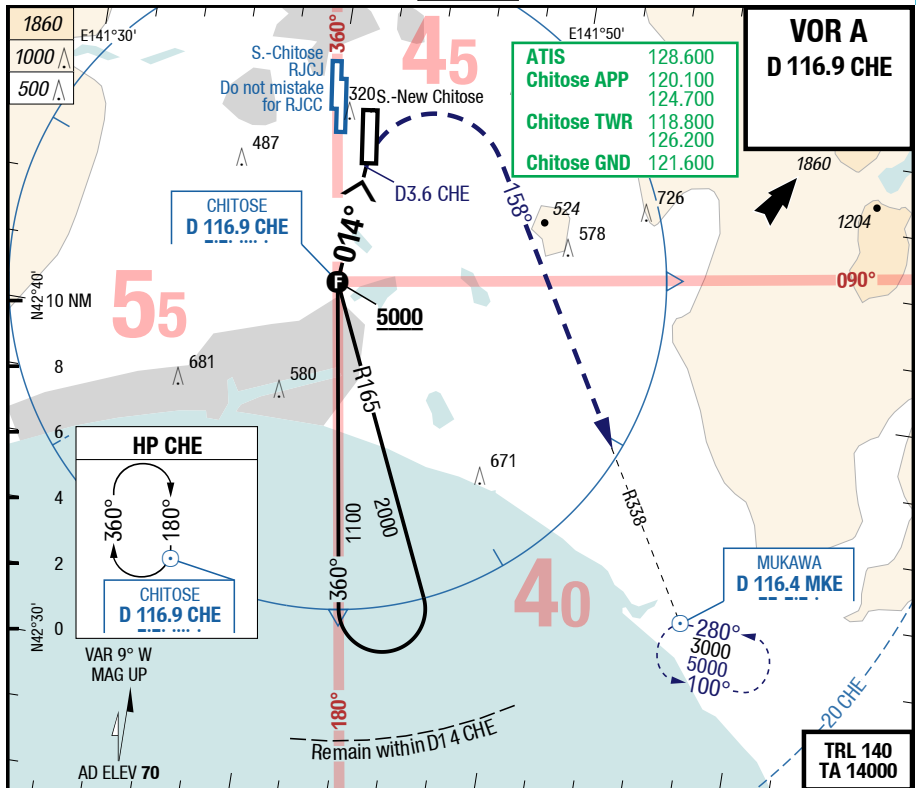 1860
1000
500
E141°30'
360°
S.-Chitose
RJCJ
Do not mistake
for RJCC
45
320
S.-New Chitose
E141°50'
ATIS 128.600
Chitose APP 120.100
124.700
Chitose TWR 118.800
126.200
Chitose GND 121.600
VOR A
D 116.9 CHE
487
D3.6 CHE
158°
524
578
726
1860
1204
CHITOSE
D 116.9 CHE
014°
F
5000
090°
N42°40'
10 NM
55
8
681
580
R165
6
HP CHE
360°
180°
CHITOSE
D 116.9 CHE
4
671
1100
2000
R338
2
360°
40
MUKAWA
D 116.4 MKE
N42°30'
0
280°
3000
5000
100°
VAR 9° W
MAG UP
180°
Remain within D14 CHE
20 CHE
AD ELEV 70
TRL 140
TA 14000